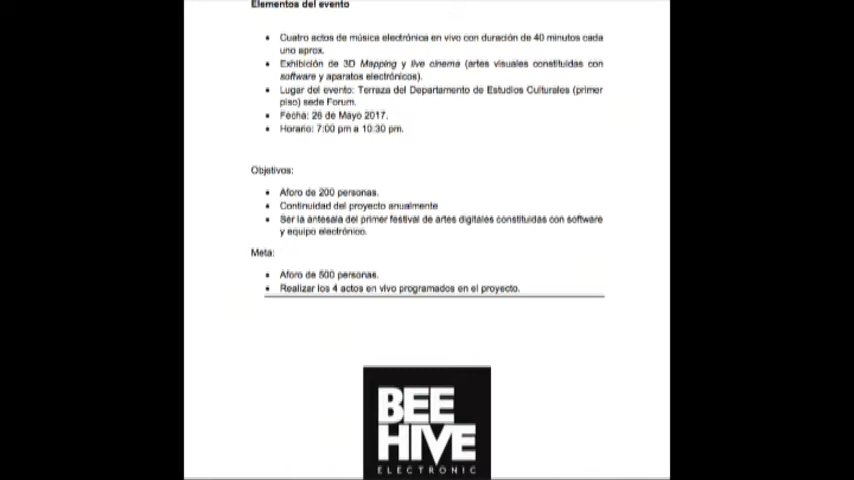 Elementos del evento
• Cuatro actos de música electrónica en vivo con duración de 40 minutos cada
uno aprox.
• Exhibición de 3D Mapping y live cinema (artes visuales constituidas con
software y aparatos electrónicos).
• Lugar del evento: Terraza del Departamento de Estudios Culturales (primer
piso) sede Forum.
• Fecha: 26 de Mayo 2017.
• Horario: 7:00 pm a 10:30 pm.
Objetivos:
• Aforo de 200 personas.
• Continuidad del proyecto anualmente
• Ser la antesala del primer festival de artes digitales constituidas con software
y equipo electrónico.
Meta:
• Aforo de 500 personas.
• Realizar los 4 actos en vivo programados en el proyecto.
BEE
HIVE
ELECTRONIC